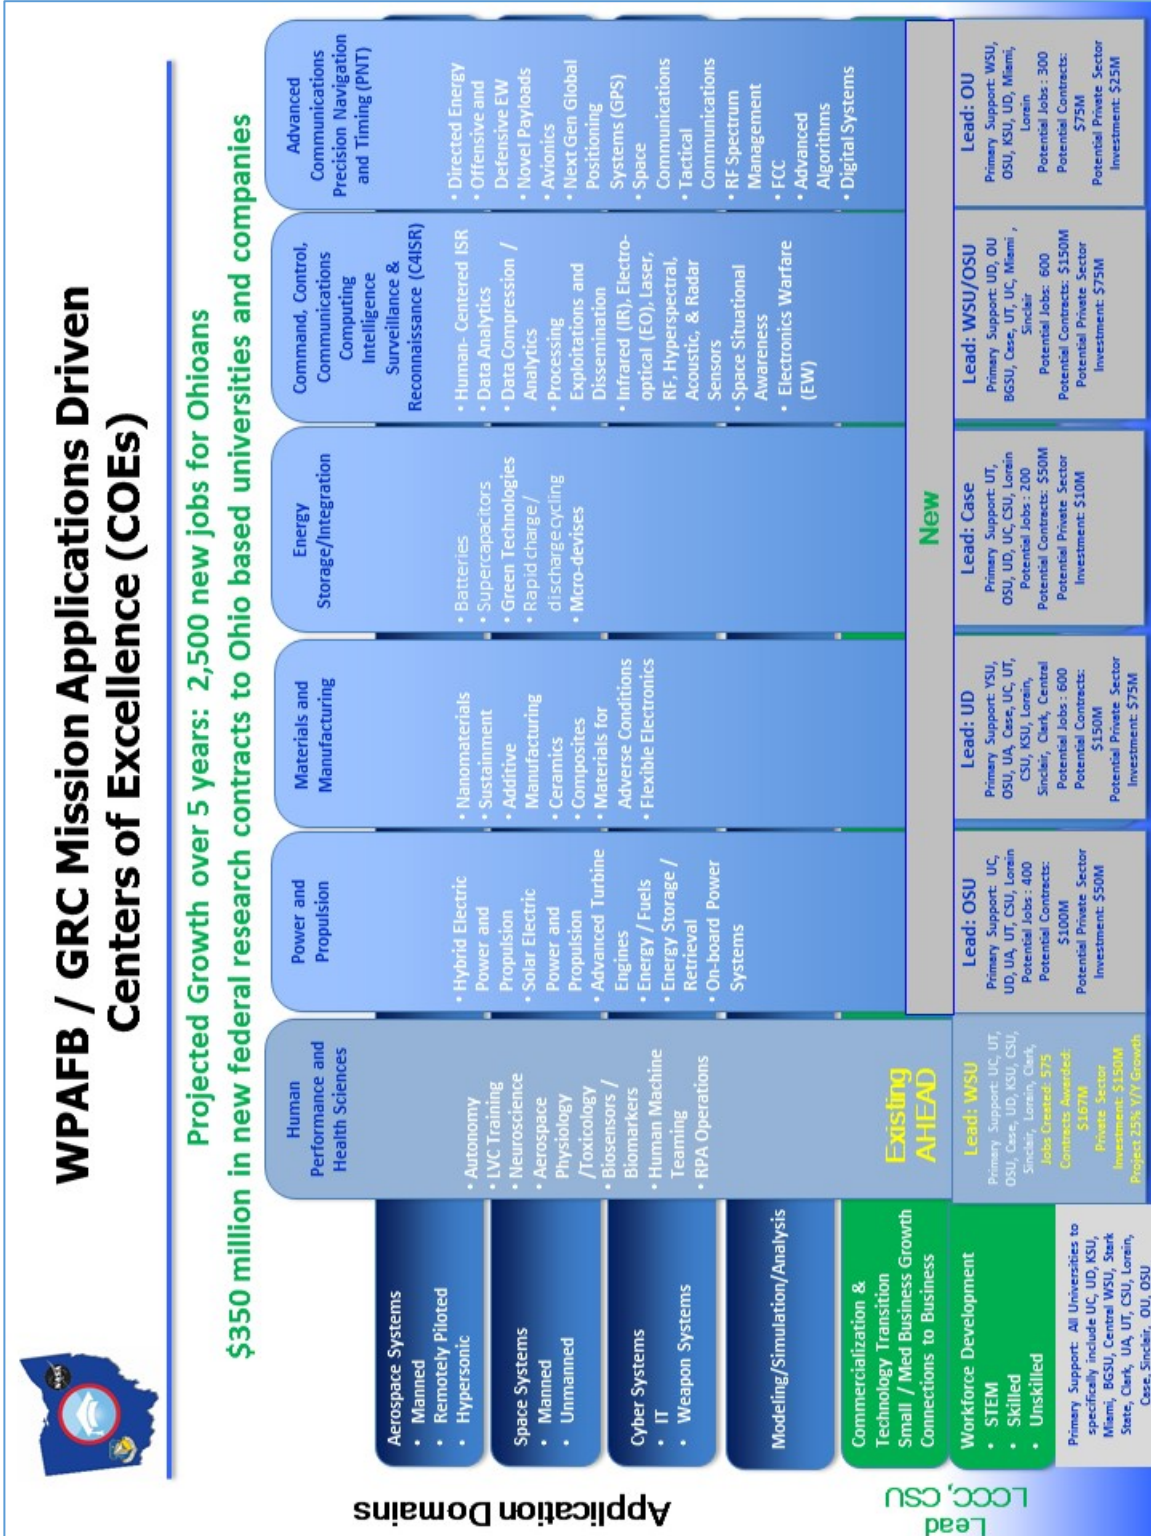 WPAFB / GRC Mission Applications Driven
Centers of Excellence (COEs)
Projected Growth over 5 years: 2,500 new jobs for Ohioans
$350 million in new federal research contracts to Ohio based universities and companies
Application Domains
Aerospace Systems
• Manned
• Remotely Piloted
• Hypersonic
Space Systems
• Manned
• Unmanned
Cyber Systems
• IT
• Weapon Systems
Modeling/Simulation/Analysis
Lead
LCCC, CSU
Commercialization &
Technology Transition
Small / Med Business Growth
Connections to Business
Workforce Development
• STEM
• Skilled
• Unskilled
Primary Support: All Universities to
specifically include UC, UD, KSU,
Miami, BGSU, Central WSU, Stark
State, Clark, UA, UT, CSU, Lorain,
Case, Sinclair, OU, OSU
Human
Performance and
Health Sciences
• Autonomy
• LVC Training
• Neuroscience
• Aerospace
Physiology
/Toxicology
• Biosensors /
Biomarkers
• Human Machine
Teaming
• RPA Operations
Existing
AHEAD
Lead: WSU
Primary Support: UC, UT,
OSU, Case, UD, KSU, CSU,
Sinclair, Lorain, Clark,
Jobs Created: 575
Contracts Awarded:
$167M
Private Sector
Investment: $150M
Project 25% Y/Y Growth
Power and
Propulsion
• Hybrid Electric
Power and
Propulsion
• Solar Electric
Power and
Propulsion
• Advanced Turbine
Engines
• Energy / Fuels
• Energy Storage /
Retrieval
• On-board Power
Systems
Lead: OSU
Primary Support: UC,
UD, UA, UT, CSU, Lorain
Potential Jobs : 400
Potential Contracts:
$100M
Potential Private Sector
Investment: $50M
Materials and
Manufacturing
• Nanomaterials
• Sustainment
• Additive
Manufacturing
• Ceramics
• Composites
• Materials for
Adverse Conditions
• Flexible Electronics
Lead: UD
Primary Support: YSU,
OSU, UA, Case, UC, UT,
CSU, KSU, Lorain,
Sinclair, Clark, Central
Potential Jobs : 600
Potential Contracts:
$150M
Potential Private Sector
Investment: $75M
Energy
Storage/Integration
• Batteries
• Supercapacitors
• Green Technologies
• Rapid charge/
discharge cycling
• Mcro-devises
New
Lead: Case
Primary Support: UT,
OSU, UD, UC, CSU, Lorain
Potential Jobs : 200
Potential Contracts: $50M
Potential Private Sector
Investment: $10M
Command, Control,
Communications
Computing
Intelligence
Surveillance &
Reconnaissance (C4ISR)
• Human- Centered ISR
• Data Analytics
• Data Compression /
Analytics
• Processing
Exploitations and
Dissemination
• Infrared (IR), Electro-
optical (EO), Laser,
RF, Hyperspectral,
Acoustic, & Radar
Sensors
• Space Situational
Awareness
• Electronics Warfare
(EW)
Lead: WSU/OSU
Primary Support: UD, OU
BGSU, Case, UT, UC, Miami ,
Sinclair
Potential Jobs: 600
Potential Contracts: $150M
Potential Private Sector
Investment: $75M
Advanced
Communications
Precision Navigation
and Timing (PNT)
• Directed Energy
• Offensive and
Defensive EW
• Novel Payloads
• Avionics
• Next Gen Global
Positioning
Systems (GPS)
• Space
Communications
• Tactical
Communications
• RF Spectrum
Management
• FCC
• Advanced
Algorithms
• Digital Systems
Lead: OU
Primary Support: WSU,
OSU, KSU, UD, Miami,
Lorain
Potential Jobs : 300
Potential Contracts:
$75M
Potential Private Sector
Investment: $25M